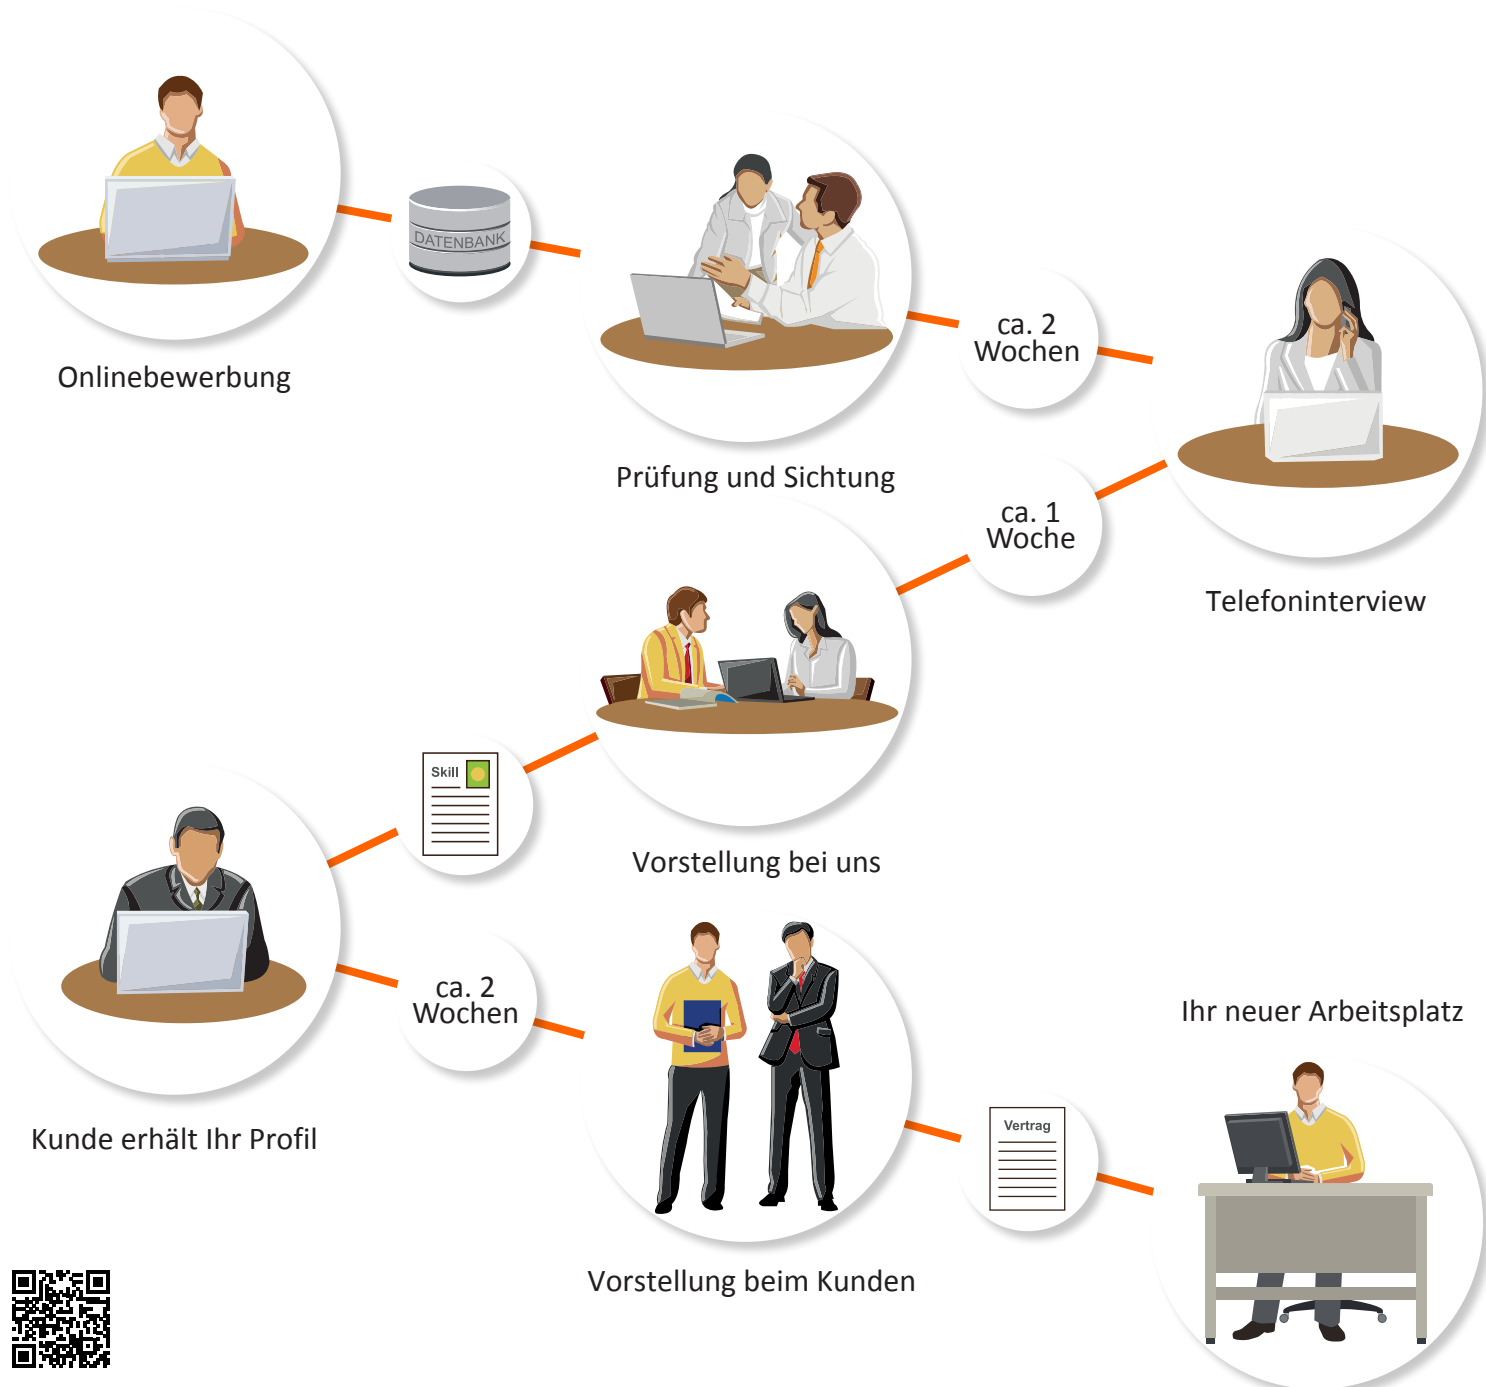 Onlinebewerbung
DATENBANK
Prüfung und Sichtung
ca. 2
Wochen
Telefoninterview
ca. 1
Woche
Vorstellung bei uns
Skill
Kunde erhält Ihr Profil
ca. 2
Wochen
Vorstellung beim Kunden
Vertrag
Ihr neuer Arbeitsplatz